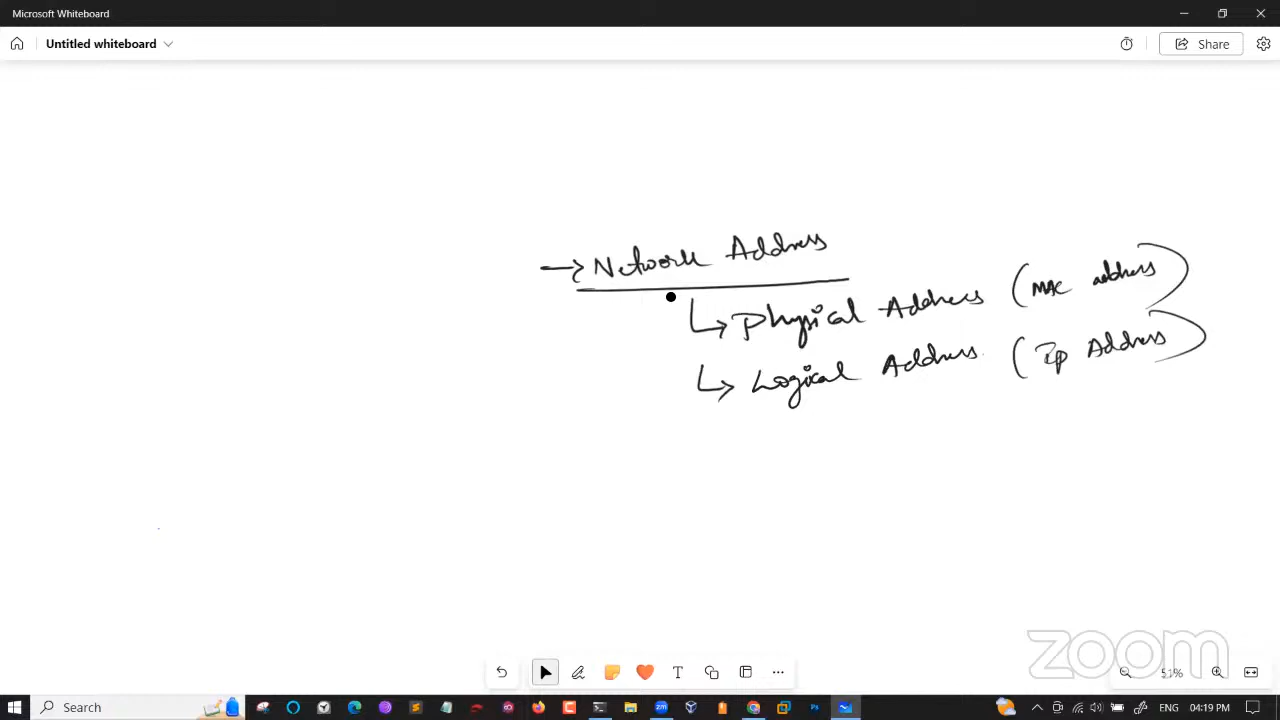 Microsoft Whiteboard
Untitled whiteboard
Share
→ Network Address
↳ Physical Address (MAC address)
↳ Logical Address (Ip Address)
zoom
51%
Search
ENG 04:19 PM